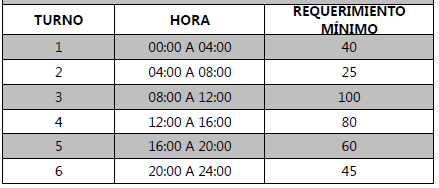 TURNO HORA REQUERIMIENTO MÍNIMO
1 00:00 A 04:00 40
2 04:00 A 08:00 25
3 08:00 A 12:00 100
4 12:00 A 16:00 80
5 16:00 A 20:00 60
6 20:00 A 24:00 45